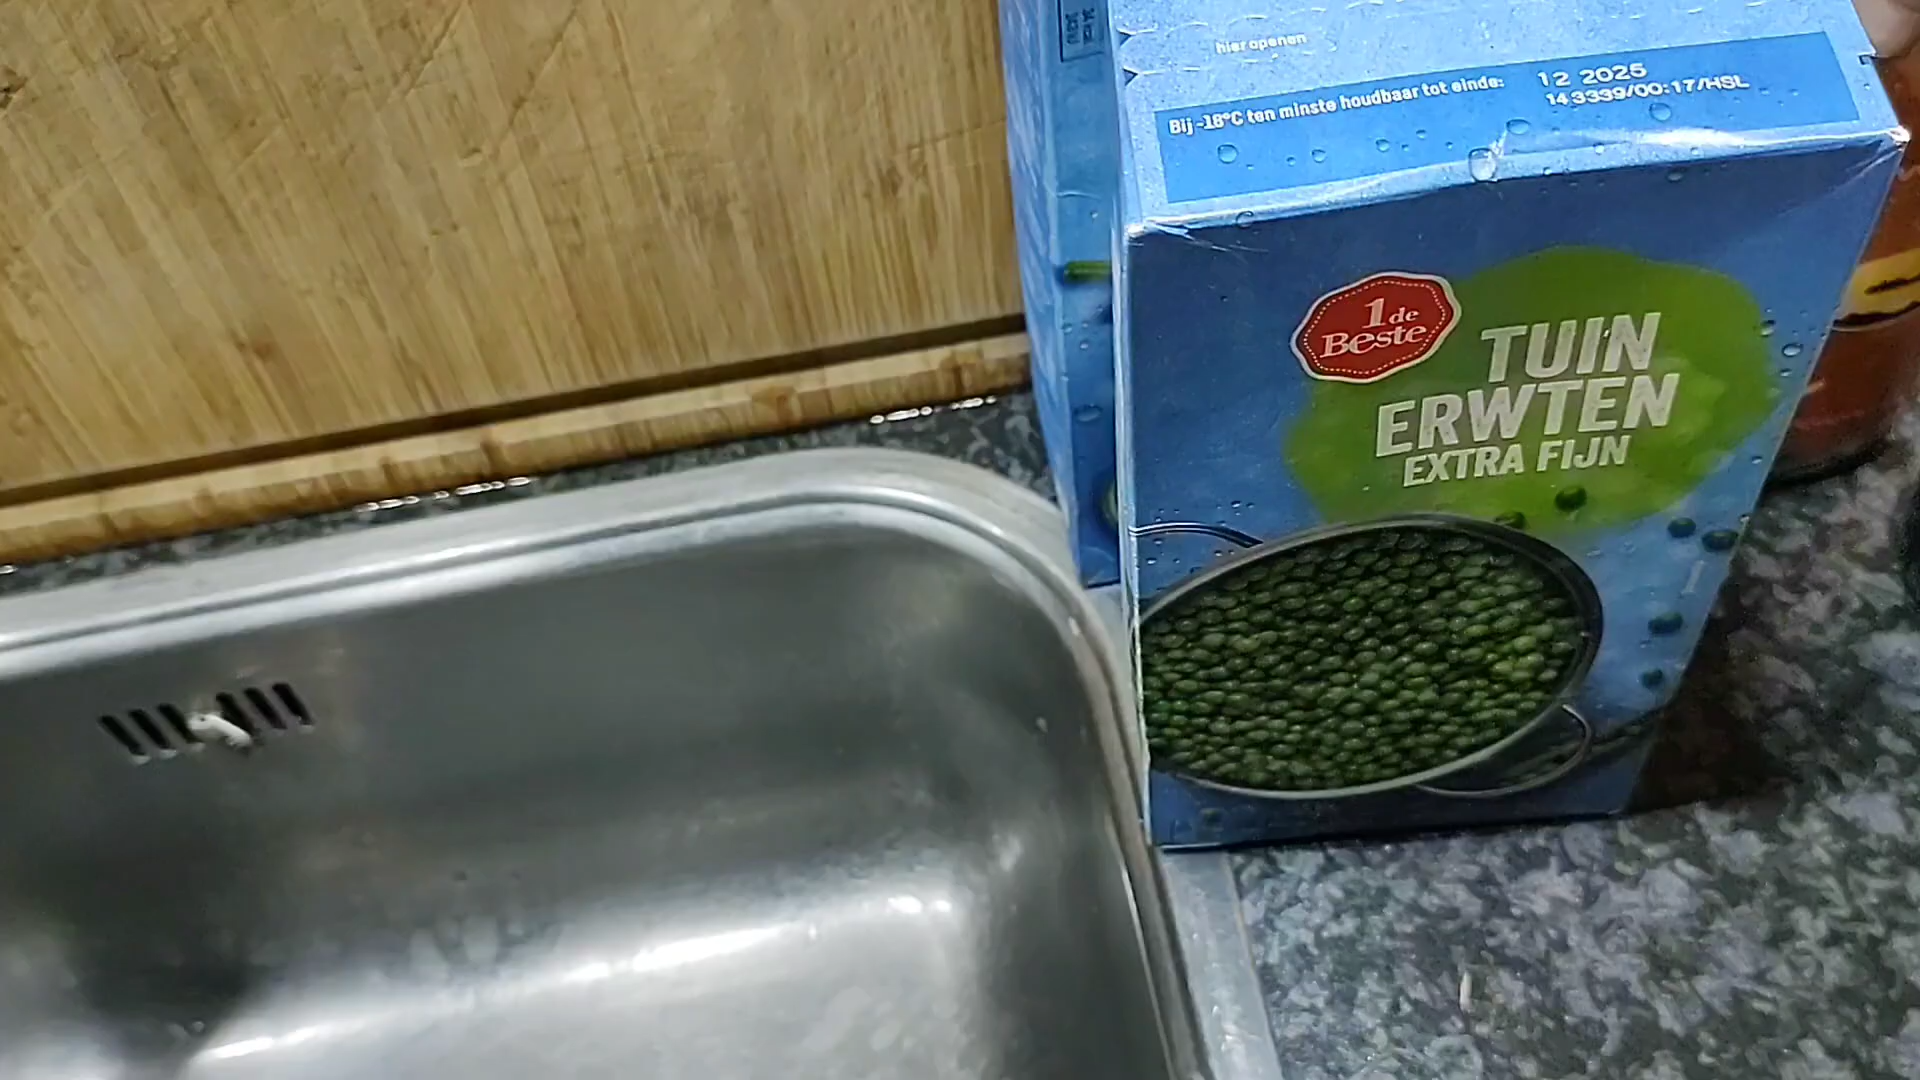 hier openen
Bij -18°C ten minste houdbaar tot einde: 12 2025
14 3339/00:17/HSL
1 de
Beste
TUIN
ERWTEN
EXTRA FIJN